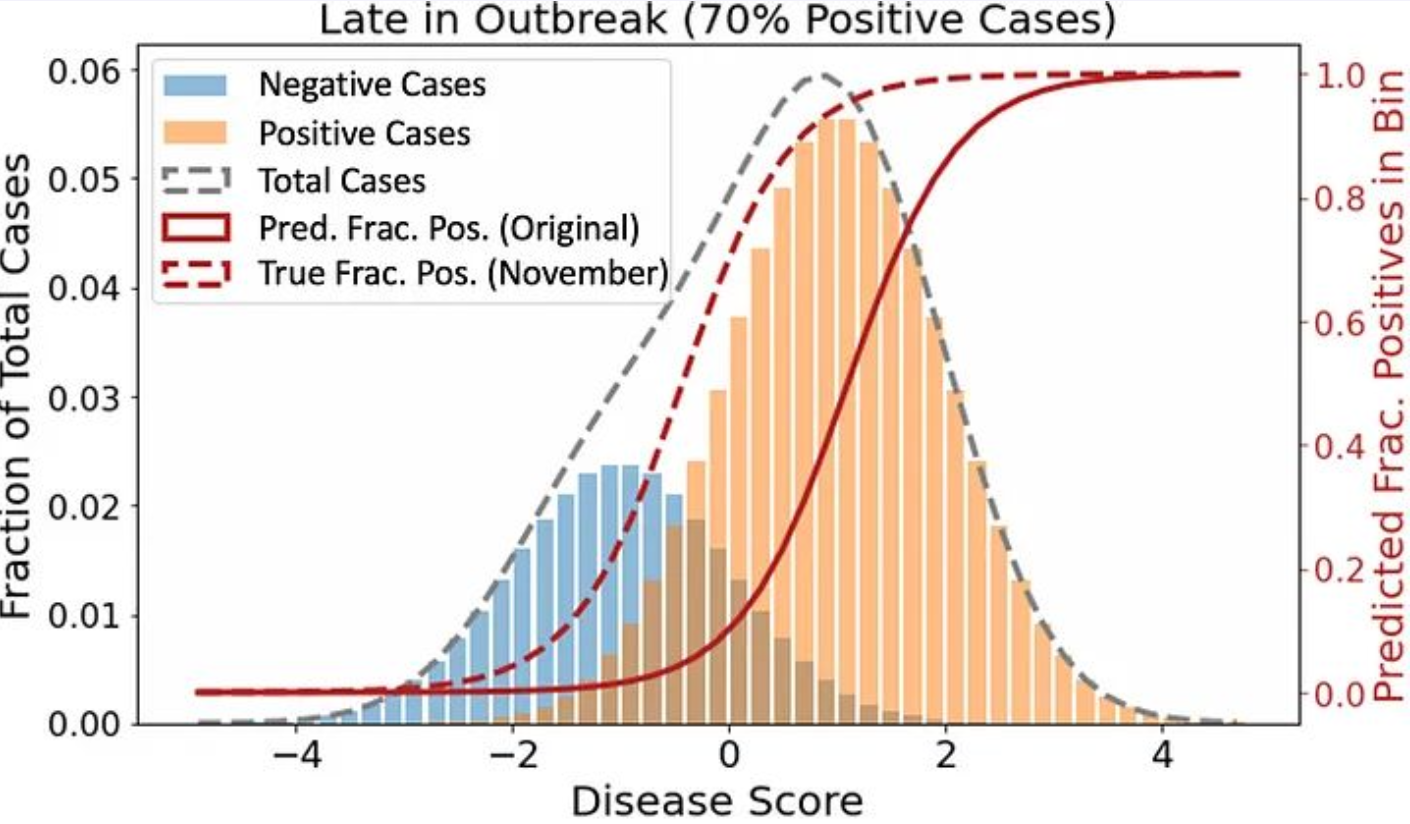 Late in Outbreak (70% Positive Cases)
Negative Cases
Positive Cases
Total Cases
Pred. Frac. Pos. (Original)
True Frac. Pos. (November)
Fraction of Total Cases
0.06
0.05
0.04
0.03
0.02
0.01
0.00
−4
−2
0
2
4
Disease Score
1.0
0.8
0.6
0.4
0.2
0.0
Predicted Frac. Positives in Bin